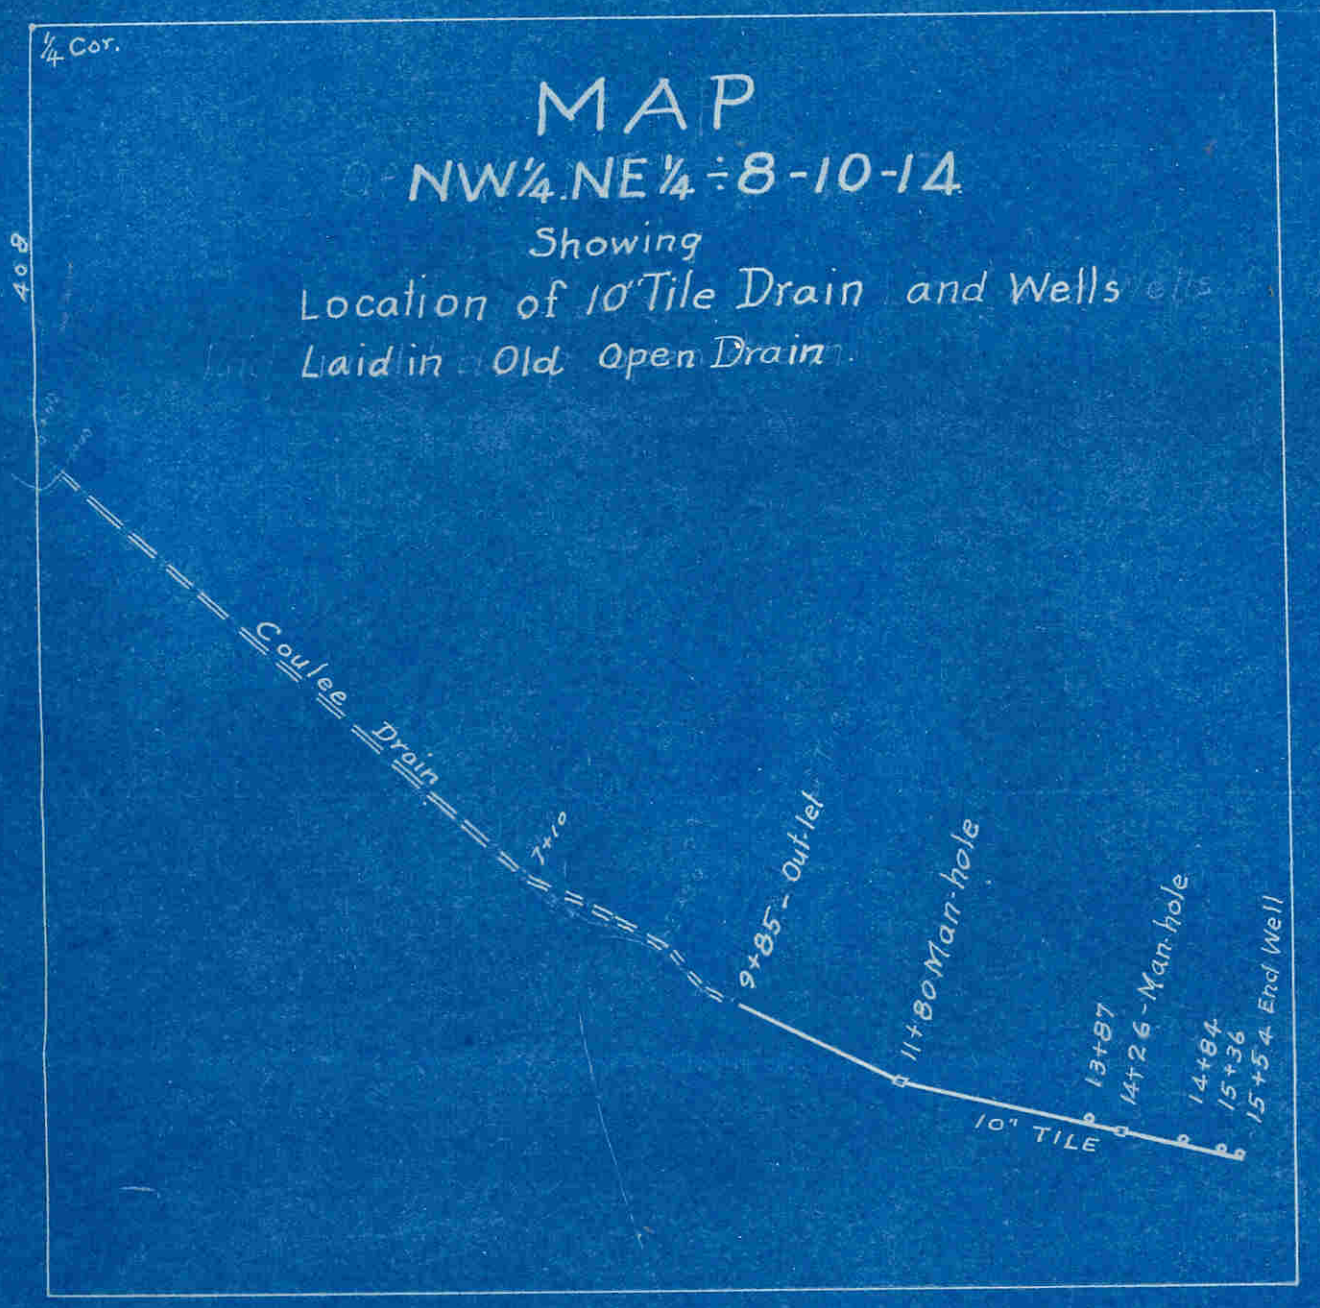 ¼ Cor.
MAP
NW¼.NE¼÷8-10-14
Showing
Location of 10"Tile Drain and Wells
Laid in Old Open Drain.
408
Coulee Drain
7+10
9+85 - Outlet
11+80 Man-hole
13+87
14+26 - Man-hole
14+84
15+36
15+54 End Well
10" TILE